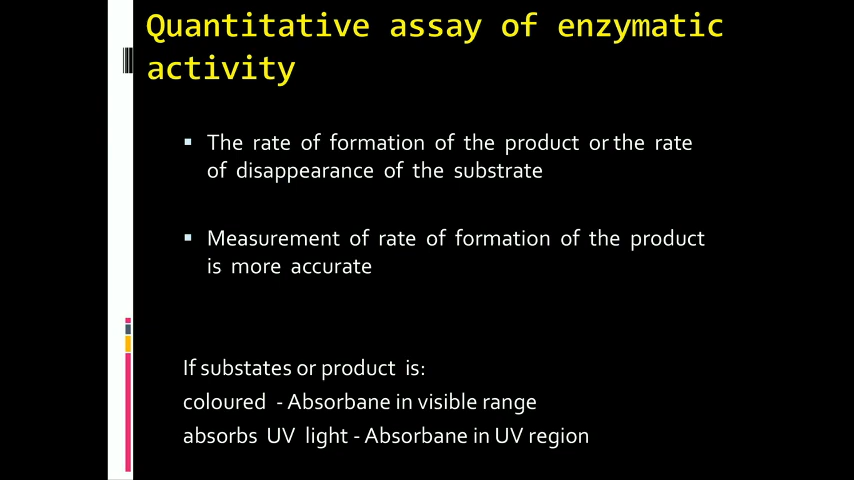 Quantitative assay of enzymatic
activity
▪ The rate of formation of the product or the rate
of disappearance of the substrate
▪ Measurement of rate of formation of the product
is more accurate
If substates or product is:
coloured - Absorbane in visible range
absorbs UV light - Absorbane in UV region